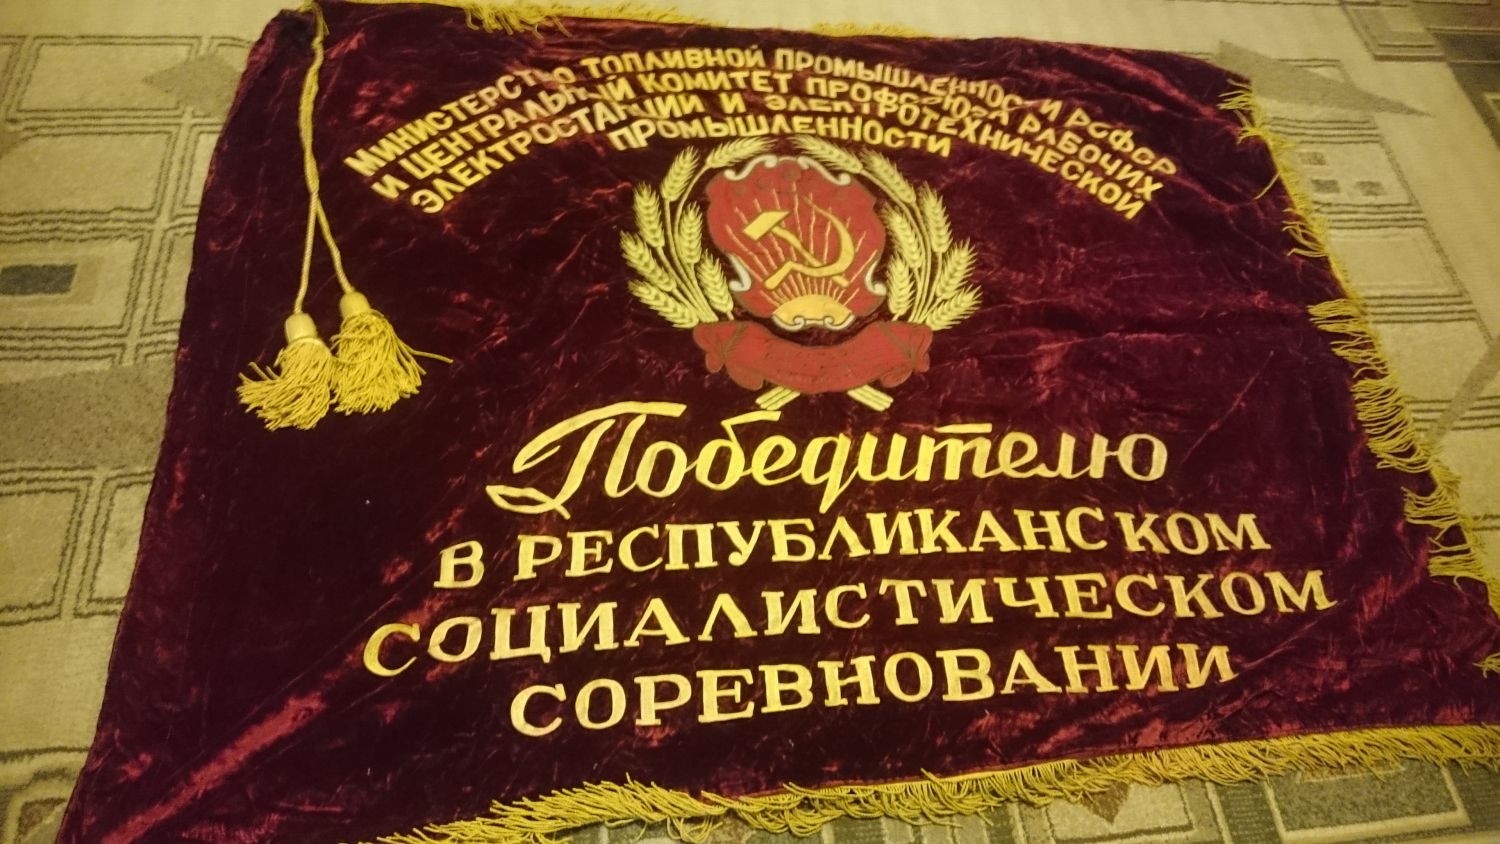 МИНИСТЕРСТВО ТОПЛИВНОЙ ПРОМЫШЛЕННОСТИ РСФСР
И ЦЕНТРАЛЬНЫЙ КОМИТЕТ ПРОФСОЮЗА РАБОЧИХ
ЭЛЕКТРОСТАНЦИИ И ЭЛЕКТРОТЕХНИЧЕСКОЙ
ПРОМЫШЛЕННОСТИ
Победителю
В РЕСПУБЛИКАНСКОМ
СОЦИАЛИСТИЧЕСКОМ
СОРЕВНОВАНИИ